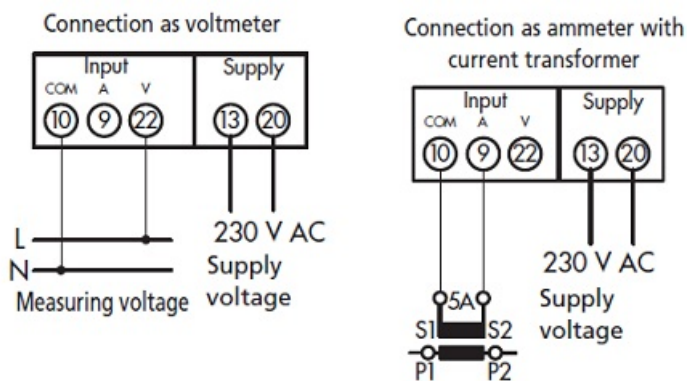 Connection as voltmeter
Input Supply
COM A V
10 9 22 13 20
L
N
230 V AC
Supply
voltage
Measuring voltage
Connection as ammeter with
current transformer
Input Supply
COM A V
10 9 22 13 20
230 V AC
Supply
voltage
5A
S1 S2
P1 P2